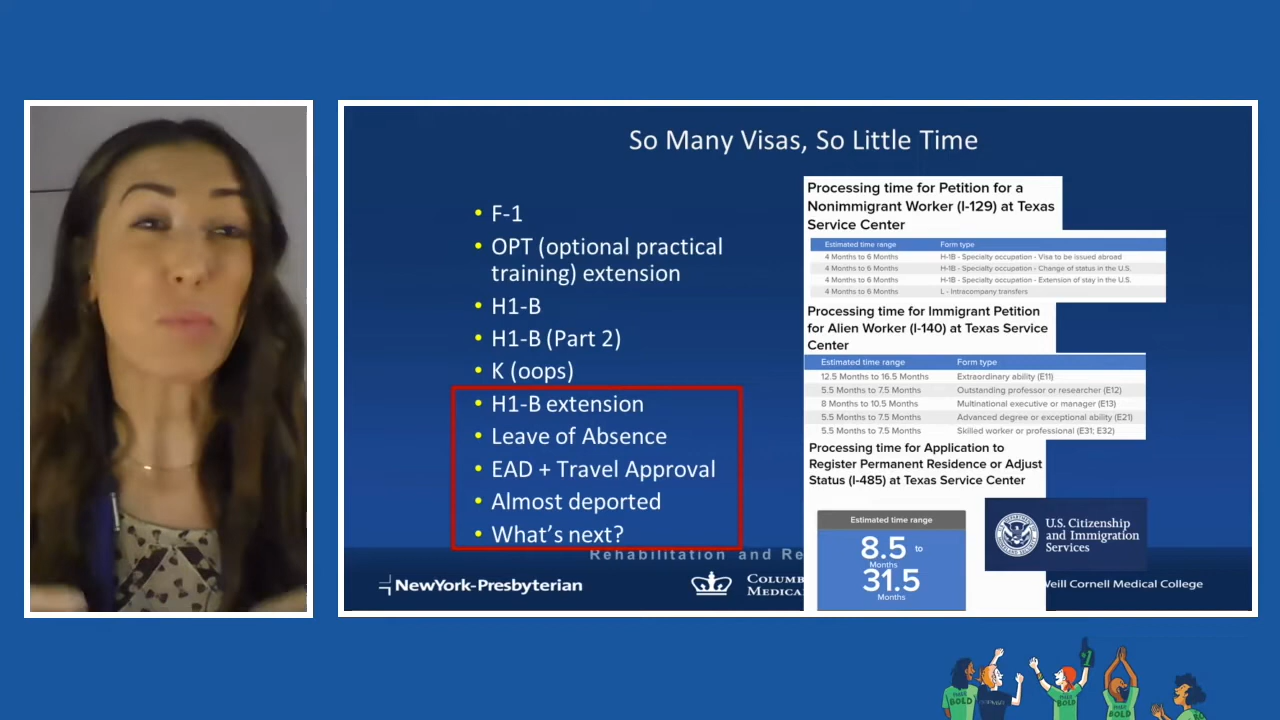 So Many Visas, So Little Time
• F-1
• OPT (optional practical
training) extension
• H1-B
• H1-B (Part 2)
• K (oops)
• H1-B extension
• Leave of Absence
• EAD + Travel Approval
• Almost deported
• What's next?
Processing time for Petition for a
Nonimmigrant Worker (I-129) at Texas
Service Center
Estimated time range Form type
4 Months to 6 Months H-1B - Specialty occupation - Visa to be issued abroad
4 Months to 6 Months H-1B - Specialty occupation - Change of status in the U.S.
4 Months to 6 Months H-1B - Specialty occupation - Extension of stay in the U.S.
4 Months to 6 Months L - Intracompany transfers
Processing time for Immigrant Petition
for Alien Worker (I-140) at Texas Service
Center
Estimated time range Form type
12.5 Months to 16.5 Months Extraordinary ability (E11)
5.5 Months to 7.5 Months Outstanding professor or researcher (E12)
8 Months to 10.5 Months Multinational executive or manager (E13)
5.5 Months to 7.5 Months Advanced degree or exceptional ability (E21)
5.5 Months to 7.5 Months Skilled worker or professional (E31; E32)
Processing time for Application to
Register Permanent Residence or Adjust
Status (I-485) at Texas Service Center
Estimated time range
8.5 to
Months
31.5
Months
U.S. Citizenship
and Immigration
Services
Rehabilitation and Re
NewYork-Presbyterian
Columb
Medica
Weill Cornell Medical College
MAKE
BOLD
MAKE
BOLD
BOLD